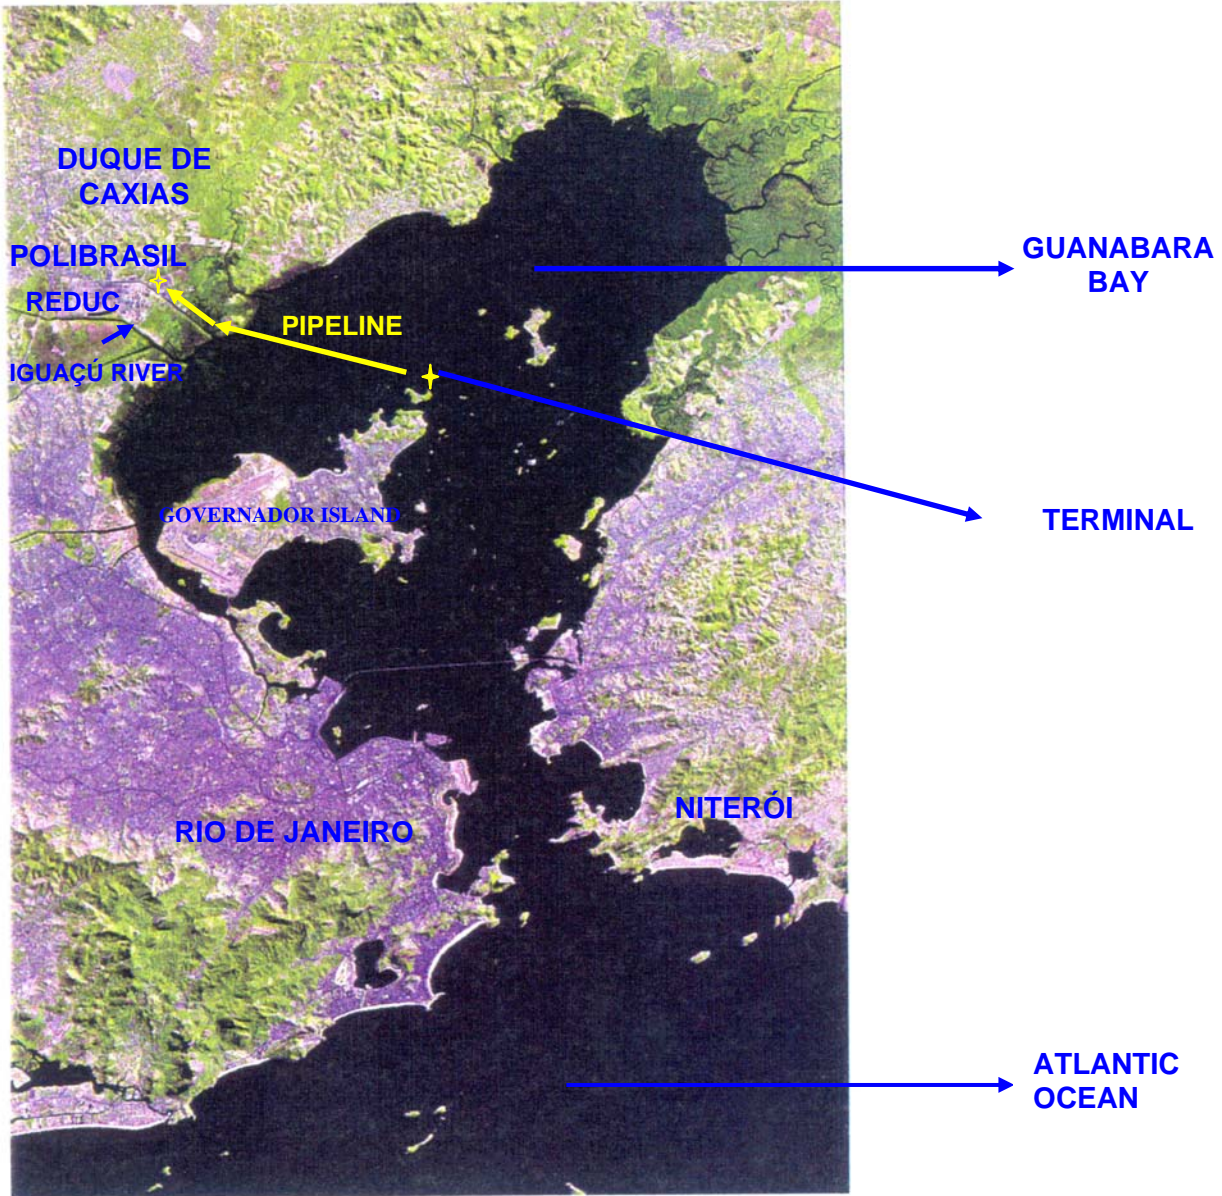 DUQUE DE
CAXIAS
POLIBRASIL
REDUC
IGUAÇÚ RIVER
PIPELINE
GUANABARA
BAY
TERMINAL
GOVERNADOR ISLAND
RIO DE JANEIRO
NITERÓI
ATLANTIC
OCEAN